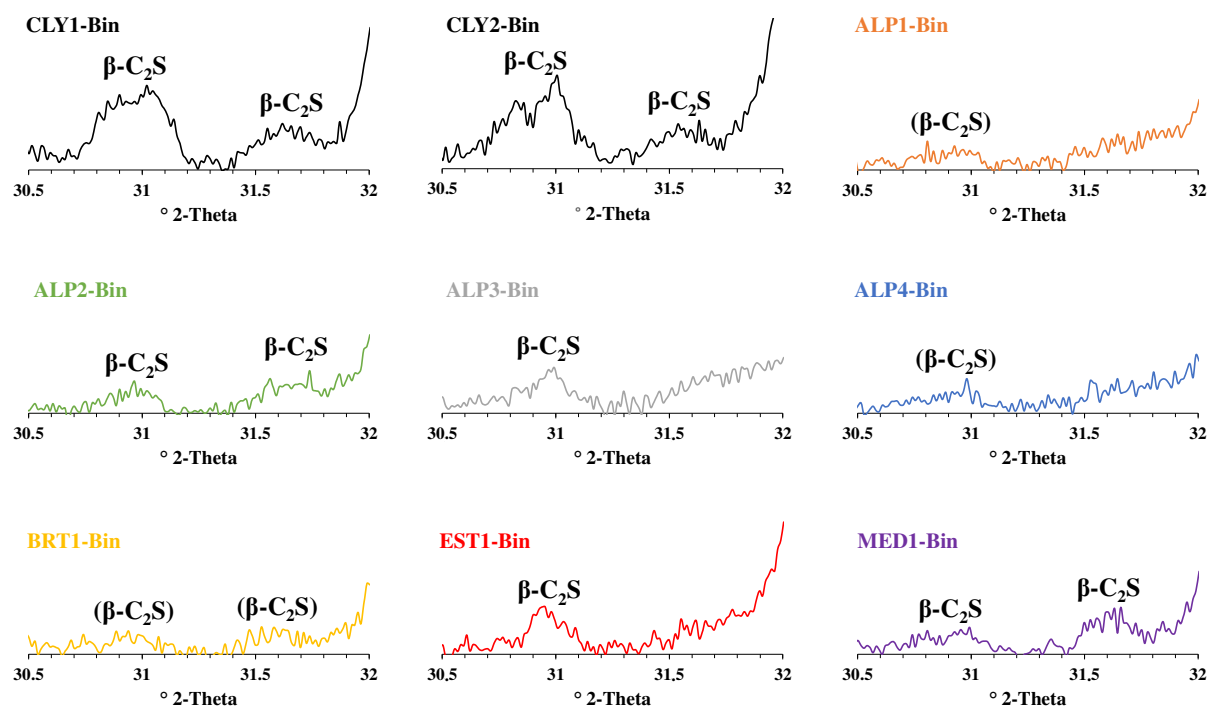 CLY1-Bin
β-C₂S
β-C₂S
30.5 31 31.5 32
° 2-Theta
CLY2-Bin
β-C₂S
β-C₂S
30.5 31 31.5 32
° 2-Theta
ALP1-Bin
(β-C₂S)
30.5 31 31.5 32
° 2-Theta
ALP2-Bin
β-C₂S
β-C₂S
30.5 31 31.5 32
° 2-Theta
ALP3-Bin
β-C₂S
30.5 31 31.5 32
° 2-Theta
ALP4-Bin
(β-C₂S)
30.5 31 31.5 32
° 2-Theta
BRT1-Bin
(β-C₂S)
(β-C₂S)
30.5 31 31.5 32
° 2-Theta
EST1-Bin
β-C₂S
30.5 31 31.5 32
° 2-Theta
MED1-Bin
β-C₂S
β-C₂S
30.5 31 31.5 32
° 2-Theta